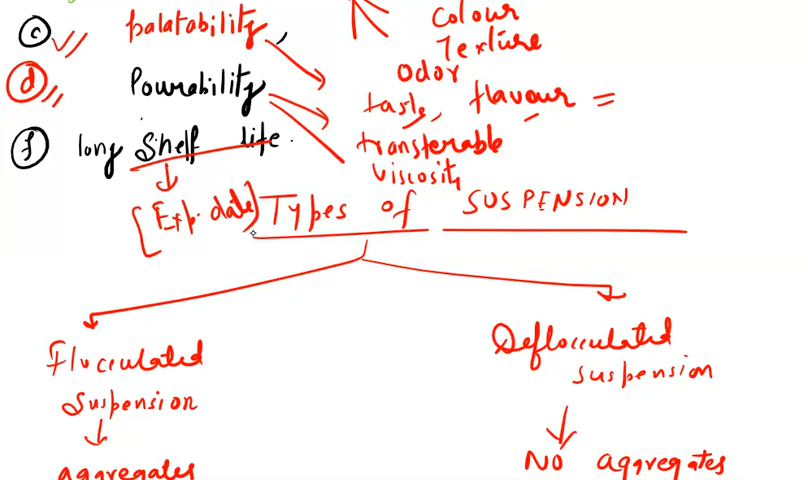 (c) palatability,
(d) Pourability
(f) long Shelf life.
Colour
Texture
Odor
taste, flavour =
transferable
viscosity
[Exp. date)
Types of SUSPENSION
Flocculated
Suspension
aggregates
Deflocculated
suspension
NO aggregates